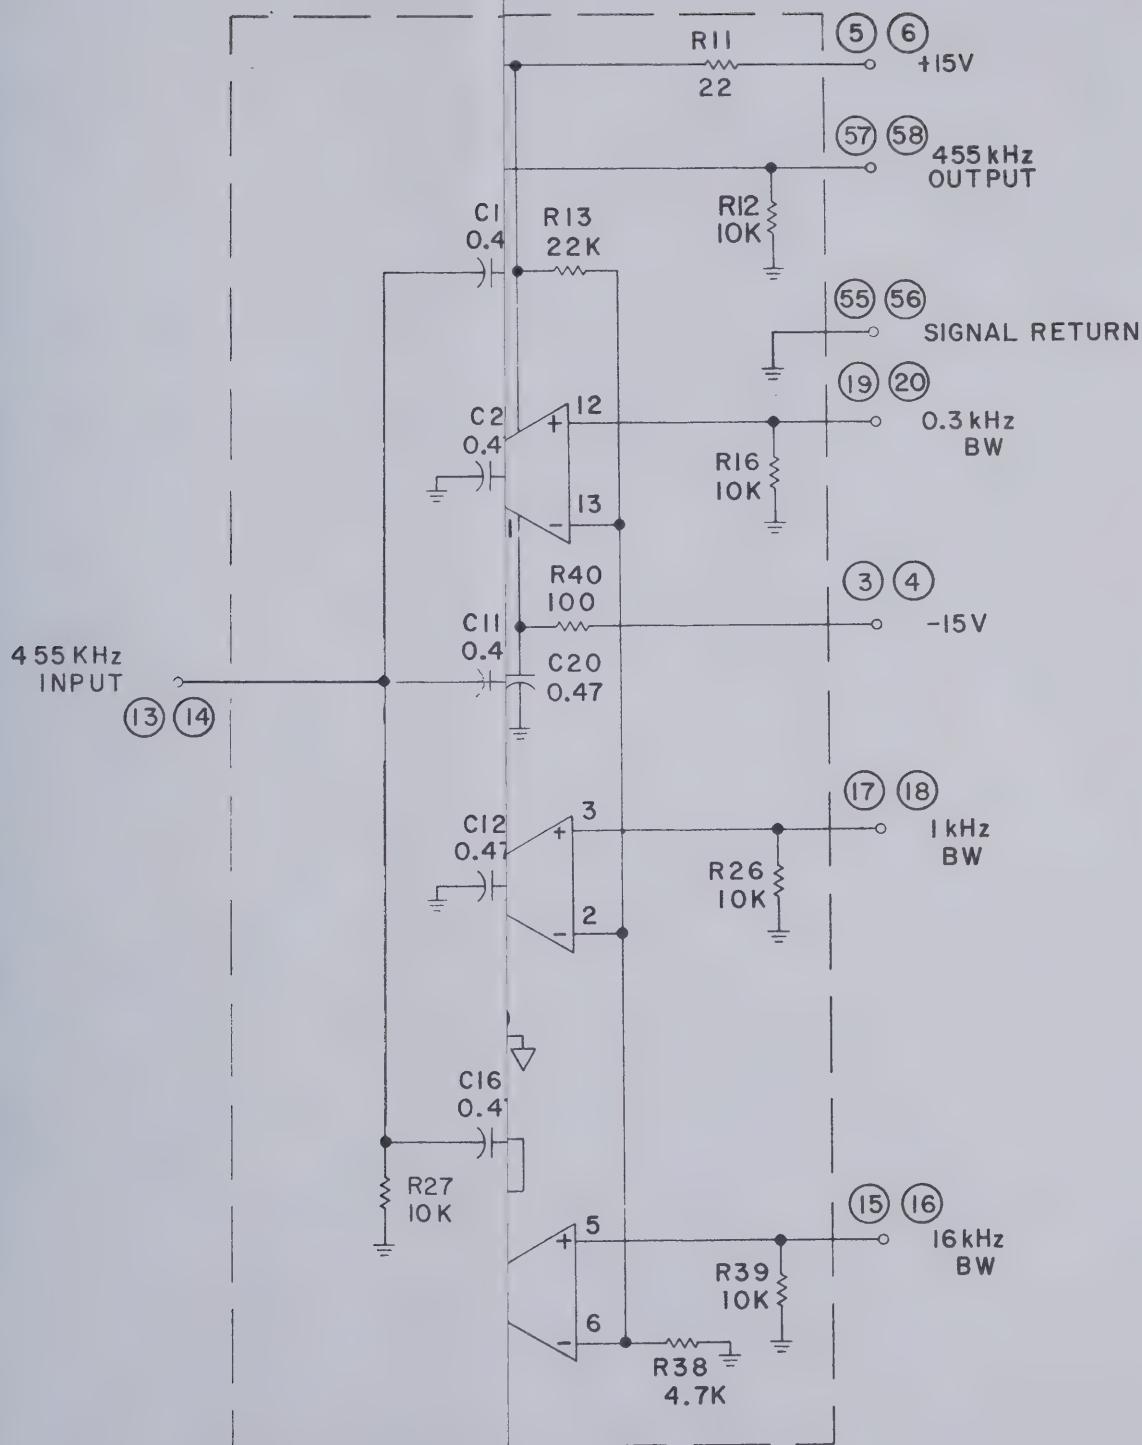 R11
22
5 6
+15V
57 58
455 kHz
OUTPUT
R12
10K
C1
0.4
R13
22K
55 56
SIGNAL RETURN
19 20
0.3 kHz
BW
C2
0.4
12
+
R16
10K
13
1
−
R40
100
3 4
-15V
C11
0.4
C20
0.47
455 KHz
INPUT
13 14
17 18
1 kHz
BW
C12
0.47
3
+
R26
10K
2
−
C16
0.4
R27
10K
15 16
16 kHz
BW
5
+
R39
10K
6
−
R38
4.7K